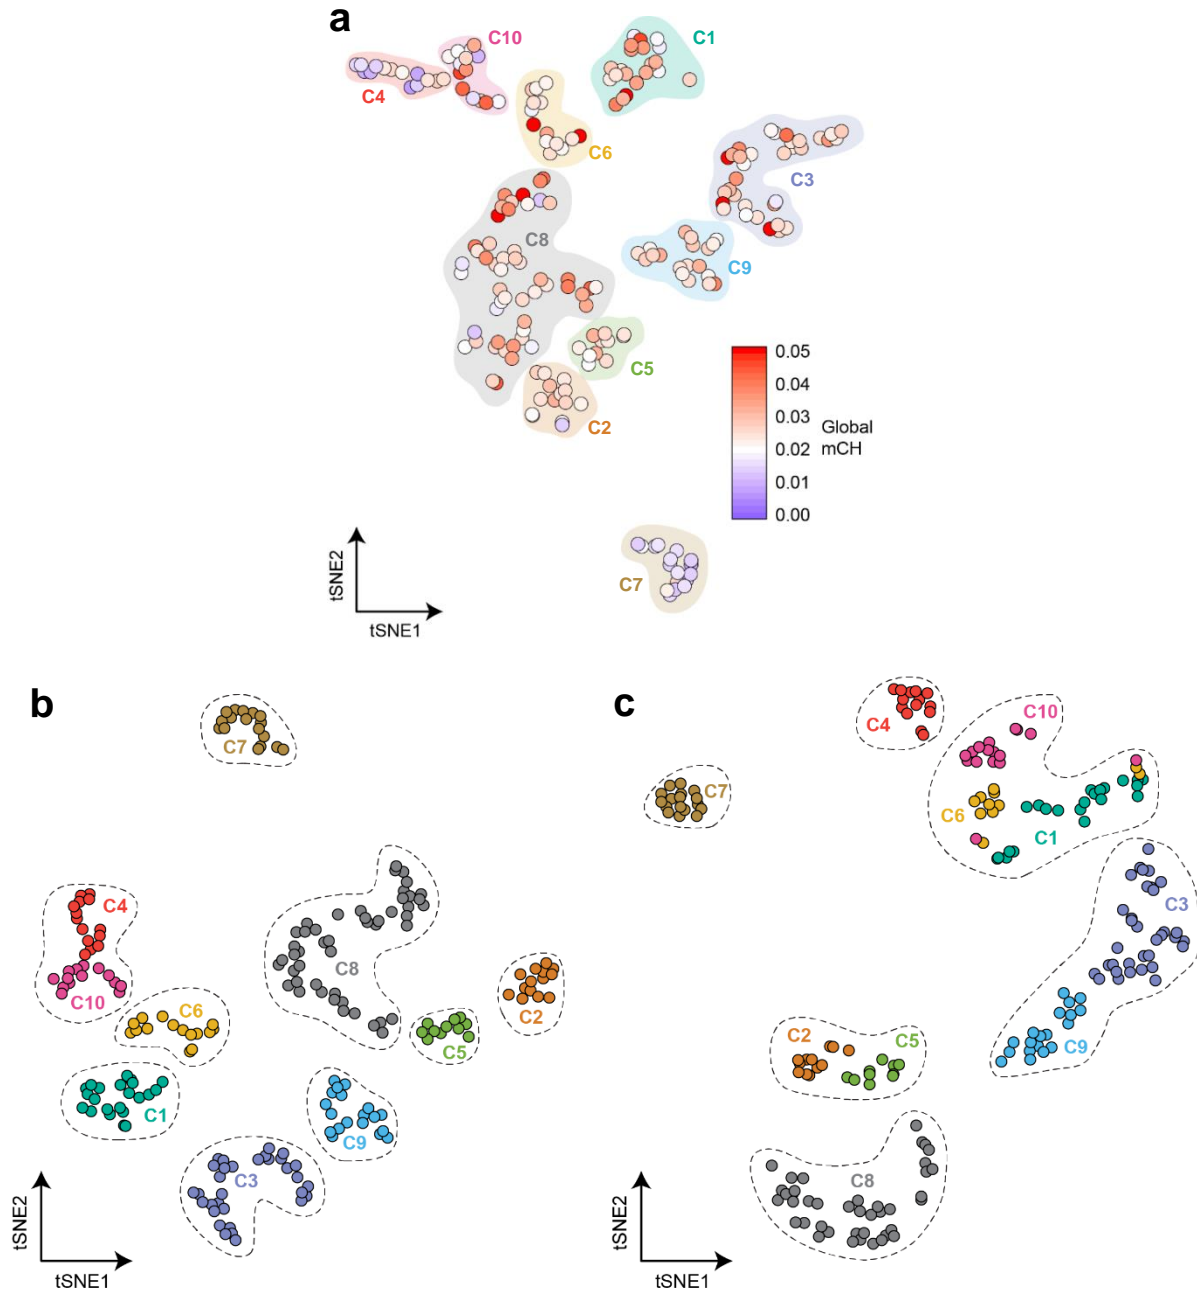 a
C10
C1
C4
C6
C3
C8
C9
C5
C2
0.05
0.04
0.03
0.02
0.01
0.00
Global
mCH
C7
tSNE2
tSNE1
b
C7
C4
C8
C10
C6
C2
C5
C1
C9
C3
tSNE2
tSNE1
c
C4
C10
C7
C6
C1
C3
C2
C5
C9
C8
tSNE2
tSNE1